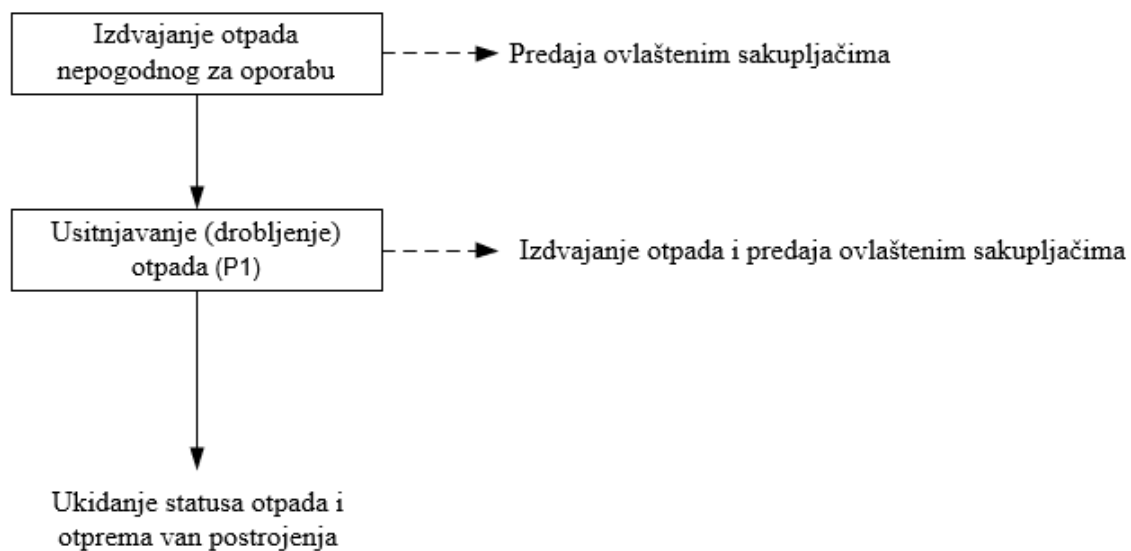 Izdvajanje otpada
nepogodnog za oporabu
Predaja ovlaštenim sakupljačima
Usitnjavanje (drobljenje)
otpada (P1)
Izdvajanje otpada i predaja ovlaštenim sakupljačima
Ukidanje statusa otpada i
otprema van postrojenja